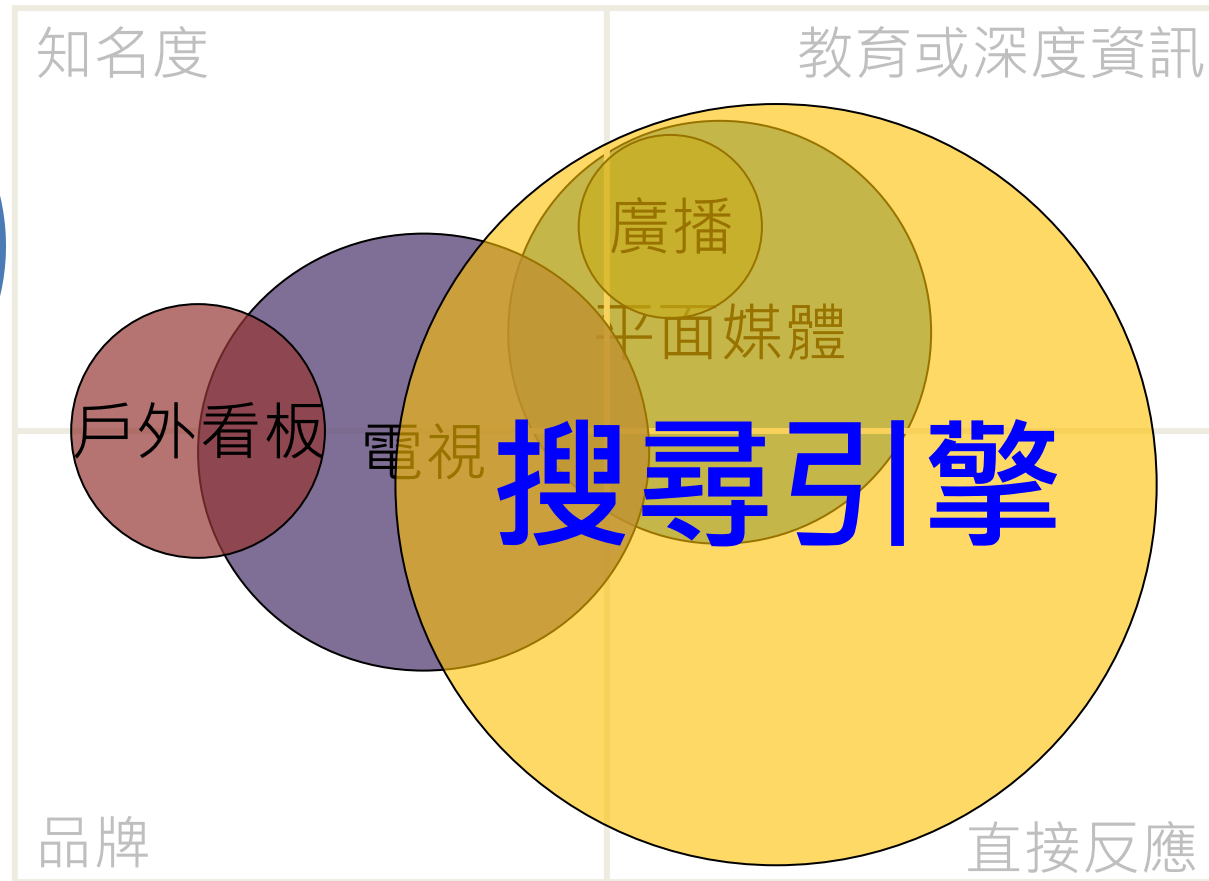 知名度
教育或深度資訊
廣播
平面媒體
戶外看板
電視
搜尋引擎
品牌
直接反應